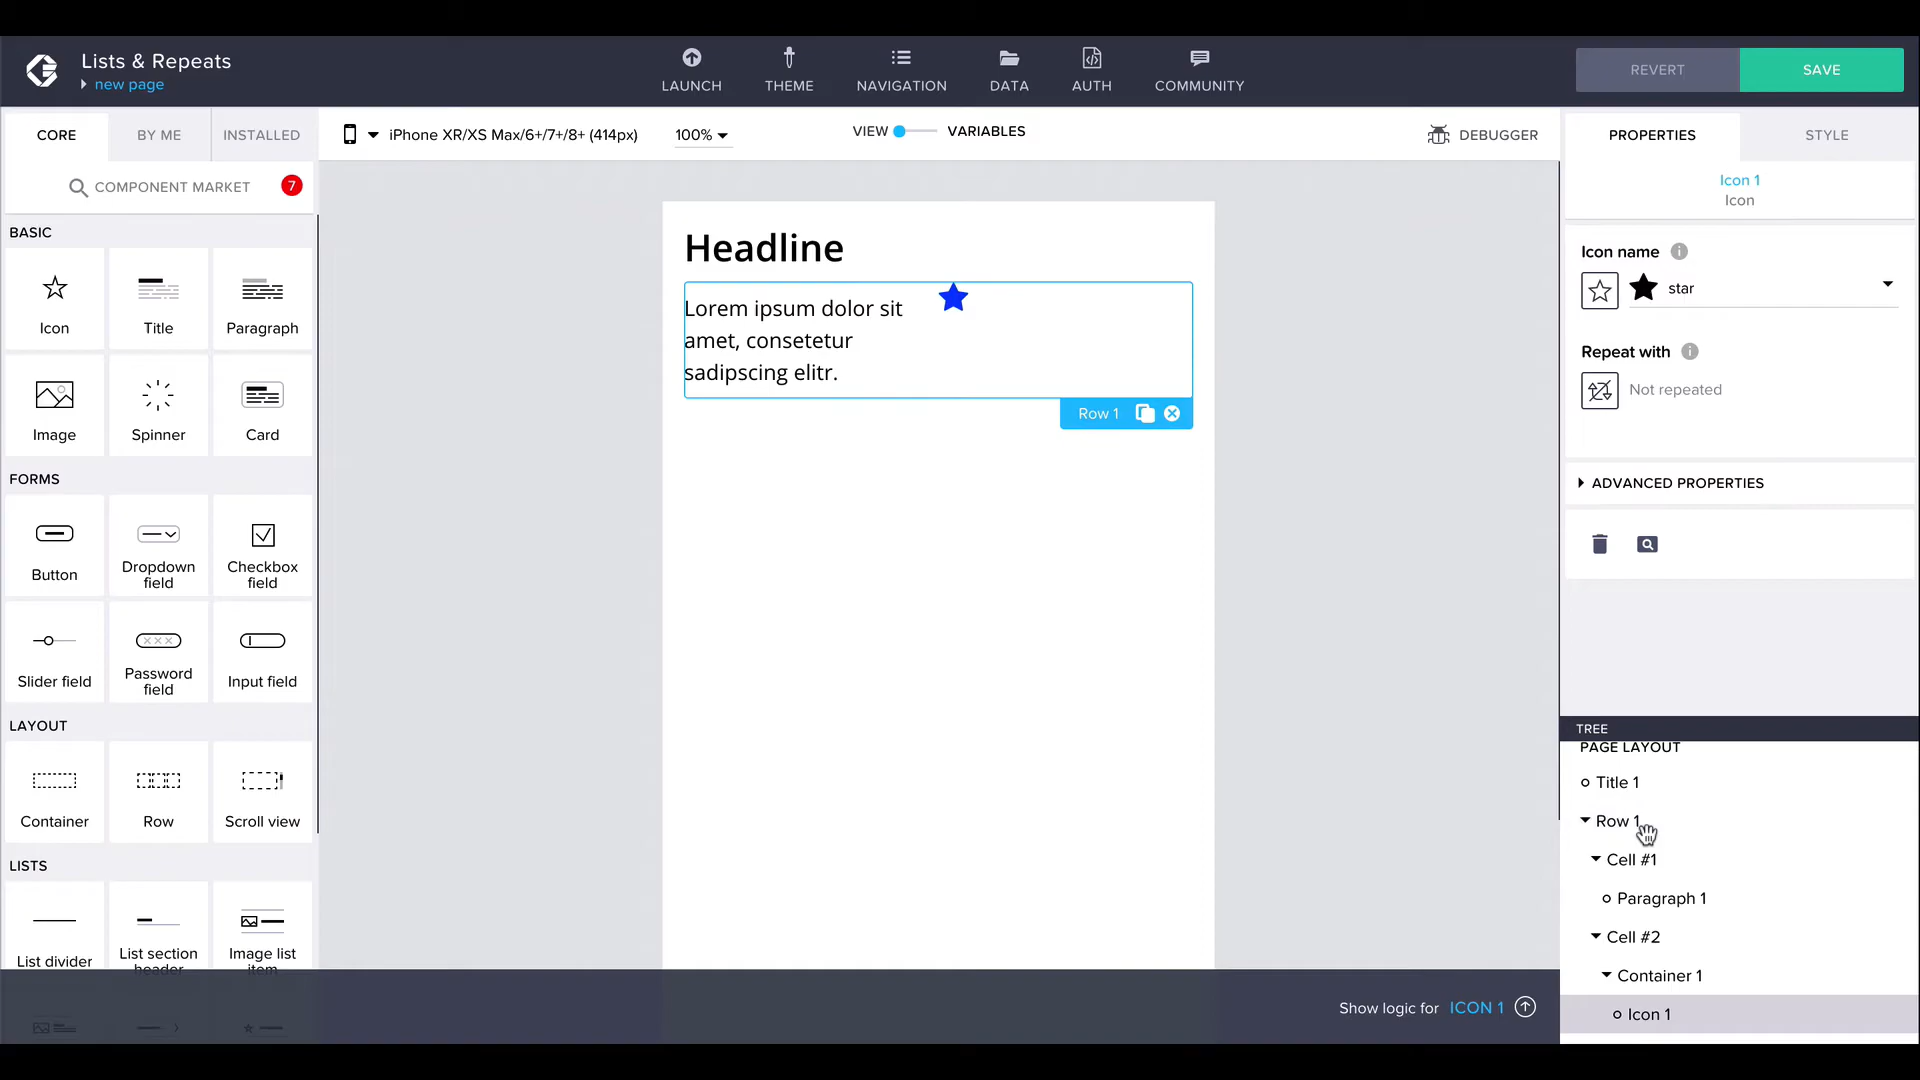 Lists & Repeats
new page
LAUNCH
THEME
NAVIGATION
DATA
AUTH
COMMUNITY
REVERT
SAVE
CORE
BY ME
INSTALLED
iPhone XR/XS Max/6+/7+/8+ (414px)
100%
VIEW
VARIABLES
DEBUGGER
PROPERTIES
STYLE
COMPONENT MARKET
7
BASIC
Icon
Title
Paragraph
Image
Spinner
Card
FORMS
Button
Dropdown
field
Checkbox
field
Slider field
Password
field
Input field
LAYOUT
Container
Row
Scroll view
LISTS
List divider
List section
header
Image list
item
Headline
Lorem ipsum dolor sit
amet, consetetur
sadipscing elitr.
Row 1
Show logic for ICON 1
Icon 1
Icon
Icon name
star
Repeat with
Not repeated
ADVANCED PROPERTIES
TREE
PAGE LAYOUT
Title 1
Row 1
Cell #1
Paragraph 1
Cell #2
Container 1
Icon 1